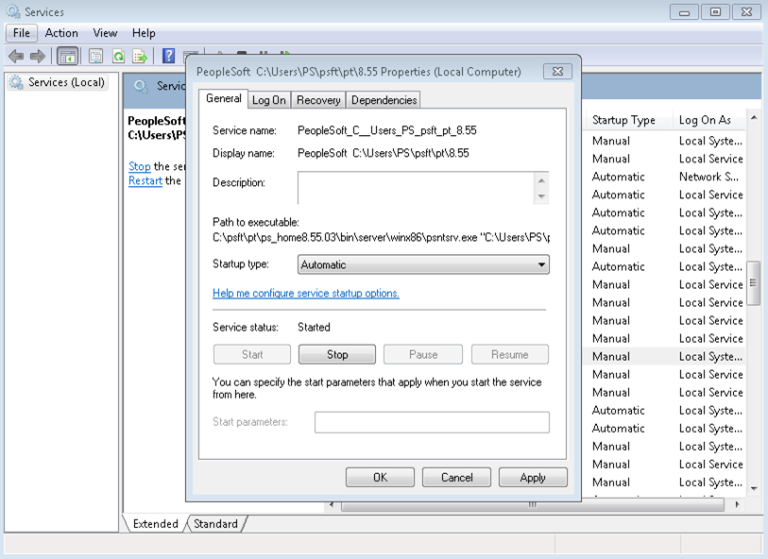 Services
File Action View Help
Services (Local)
Servic
PeopleSoft
C:\Users\PS
Stop the ser
Restart the
PeopleSoft C:\Users\PS\psft\pt\8.55 Properties (Local Computer)
General Log On Recovery Dependencies
Service name: PeopleSoft_C__Users_PS_psft_pt_8.55
Display name: PeopleSoft C:\Users\PS\psft\pt\8.55
Description:
Path to executable:
C:\psft\pt\ps_home8.55.03\bin\server\winx86\psntsrv.exe "C:\Users\PS\p
Startup type: Automatic
Help me configure service startup options.
Service status: Started
Start Stop Pause Resume
You can specify the start parameters that apply when you start the service
from here.
Start parameters:
OK Cancel Apply
Startup Type Log On As
Manual Local Syste...
Manual Local Service
Automatic Network S...
Automatic Local Service
Automatic Local Syste...
Automatic Local Syste...
Manual Local Syste...
Automatic Local Syste...
Manual Local Service
Manual Local Service
Manual Local Service
Manual Local Service
Manual Local Syste...
Manual Local Service
Manual Local Service
Automatic Local Syste...
Automatic Local Syste...
Manual Local Syste...
Manual Local Service
Manual Local Syste...
Extended Standard